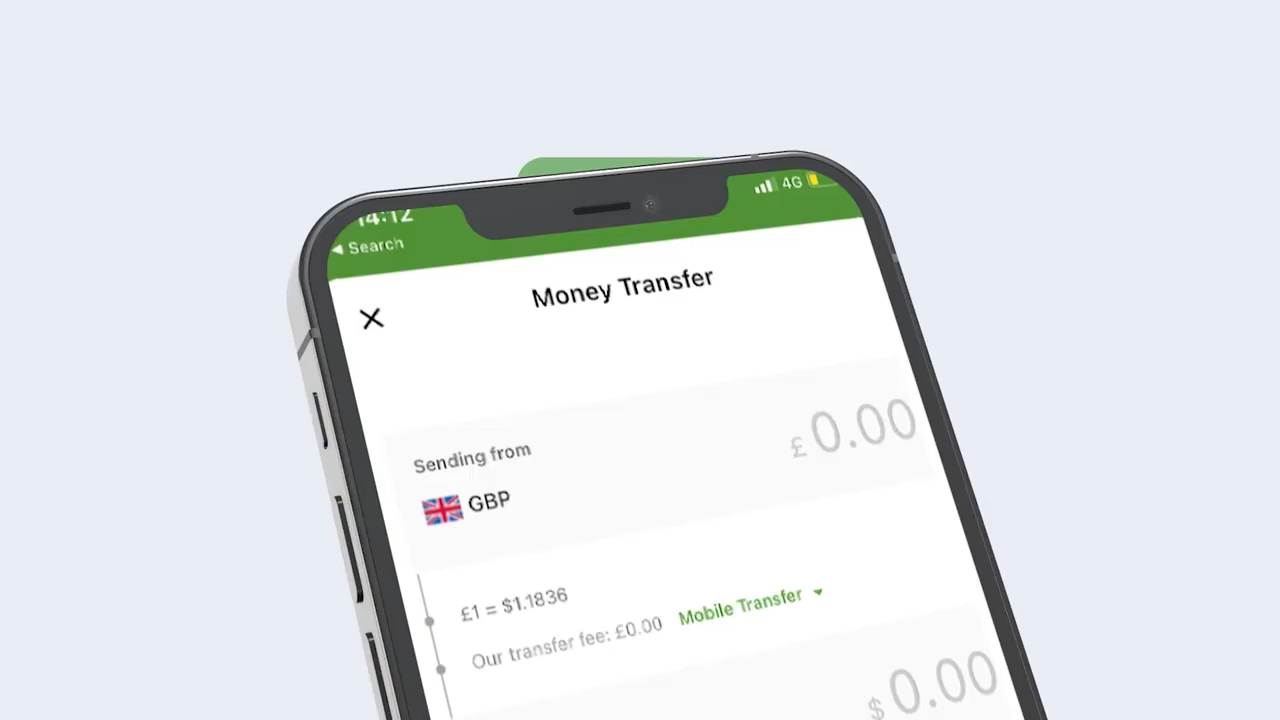 14:12
4G
◀ Search
Money Transfer
Sending from
£ 0.00
GBP
£1 = $1.1836
Our transfer fee: £0.00 Mobile Transfer
$ 0.00